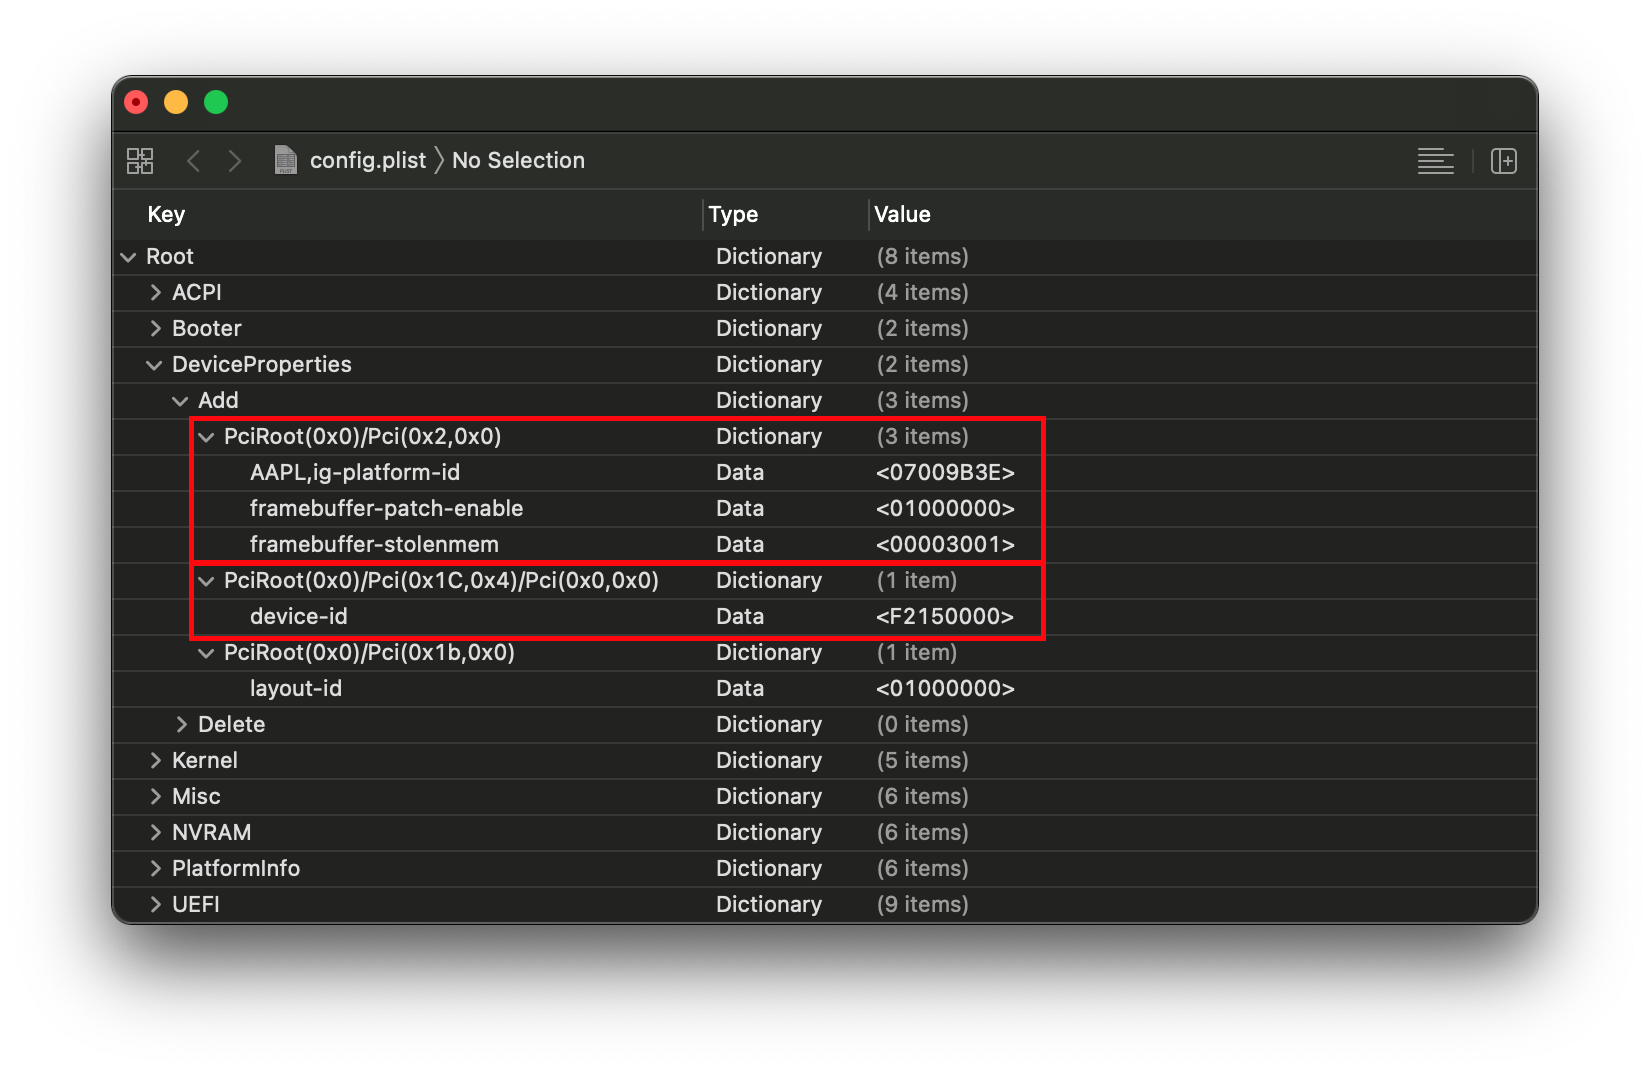 config.plist 〉 No Selection
Key Type Value
Root Dictionary (8 items)
ACPI Dictionary (4 items)
Booter Dictionary (2 items)
DeviceProperties Dictionary (2 items)
Add Dictionary (3 items)
PciRoot(0x0)/Pci(0x2,0x0) Dictionary (3 items)
AAPL,ig-platform-id Data <07009B3E>
framebuffer-patch-enable Data <01000000>
framebuffer-stolenmem Data <00003001>
PciRoot(0x0)/Pci(0x1C,0x4)/Pci(0x0,0x0) Dictionary (1 item)
device-id Data <F2150000>
PciRoot(0x0)/Pci(0x1b,0x0) Dictionary (1 item)
layout-id Data <01000000>
Delete Dictionary (0 items)
Kernel Dictionary (5 items)
Misc Dictionary (6 items)
NVRAM Dictionary (6 items)
PlatformInfo Dictionary (6 items)
UEFI Dictionary (9 items)